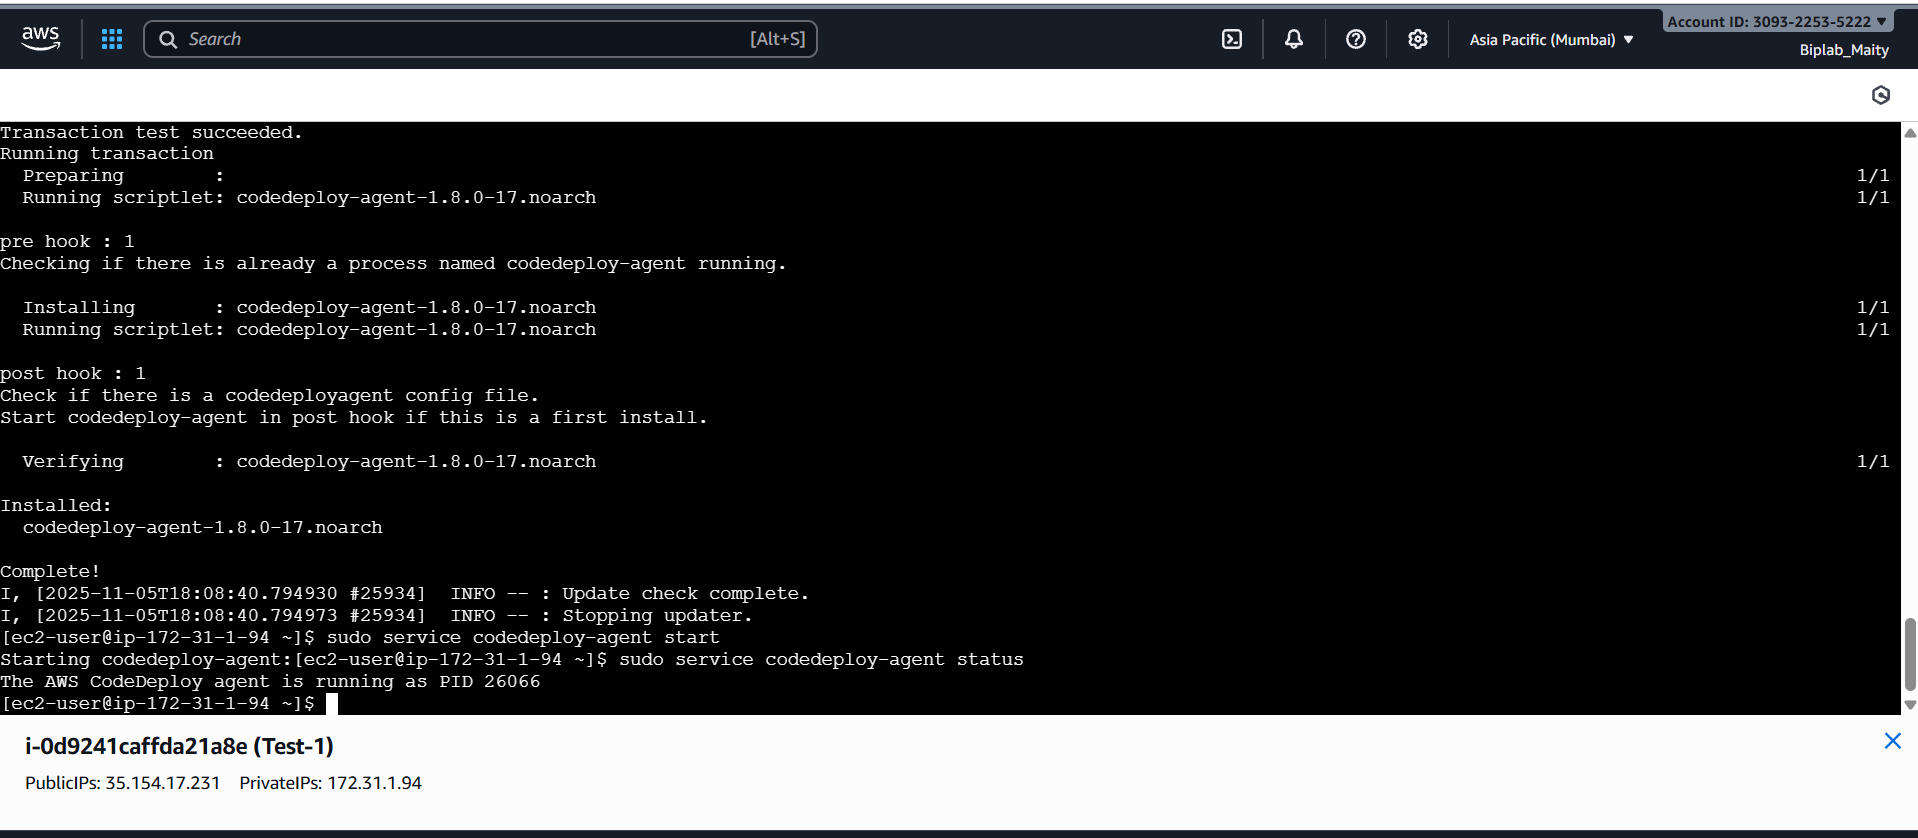 aws
Search [Alt+S]
Asia Pacific (Mumbai) ▼
Account ID: 3093-2253-5222 ▼
Biplab_Maity
Transaction test succeeded.
Running transaction
  Preparing        :                                                                 1/1
  Running scriptlet: codedeploy-agent-1.8.0-17.noarch                                1/1
pre hook : 1
Checking if there is already a process named codedeploy-agent running.
  Installing       : codedeploy-agent-1.8.0-17.noarch                                1/1
  Running scriptlet: codedeploy-agent-1.8.0-17.noarch                                1/1
post hook : 1
Check if there is a codedeployagent config file.
Start codedeploy-agent in post hook if this is a first install.
  Verifying        : codedeploy-agent-1.8.0-17.noarch                                1/1
Installed:
  codedeploy-agent-1.8.0-17.noarch
Complete!
I, [2025-11-05T18:08:40.794930 #25934]  INFO -- : Update check complete.
I, [2025-11-05T18:08:40.794973 #25934]  INFO -- : Stopping updater.
[ec2-user@ip-172-31-1-94 ~]$ sudo service codedeploy-agent start
Starting codedeploy-agent:[ec2-user@ip-172-31-1-94 ~]$ sudo service codedeploy-agent status
The AWS CodeDeploy agent is running as PID 26066
[ec2-user@ip-172-31-1-94 ~]$
i-0d9241caffda21a8e (Test-1)
PublicIPs: 35.154.17.231 PrivateIPs: 172.31.1.94